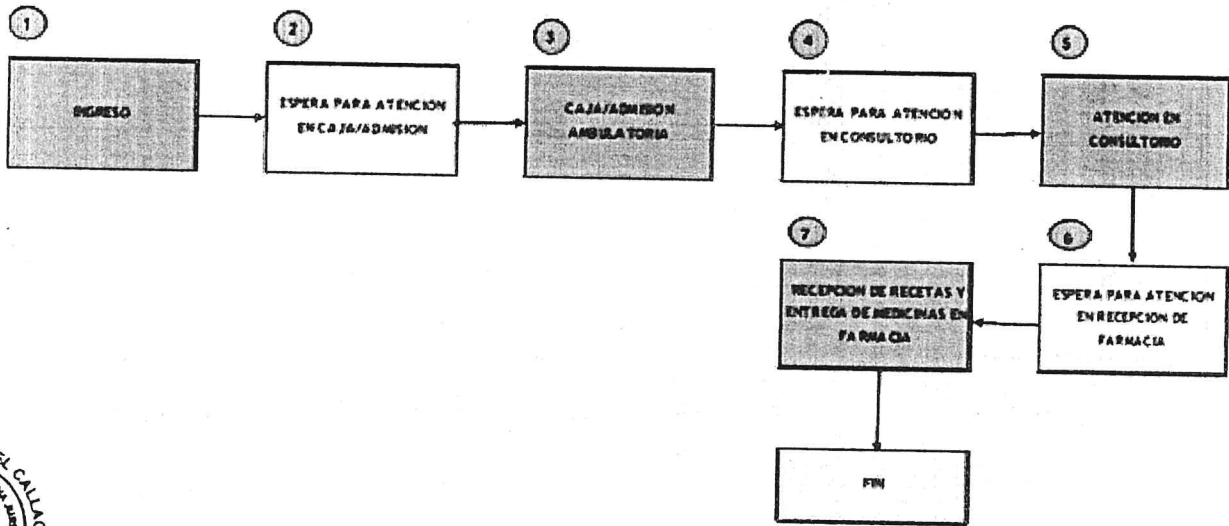 1
INGRESO
2
ESPERA PARA ATENCION
EN CAJA/ADMISION
3
CAJA/ADMISION
AMBULATORIA
4
ESPERA PARA ATENCION
EN CONSULTORIO
5
ATENCION EN
CONSULTORIO
6
ESPERA PARA ATENCION
EN RECEPCION DE
FARMACIA
7
RECEPCION DE RECETAS Y
ENTREGA DE MEDICINAS EN
FARMACIA
FIN
EL CALLAO